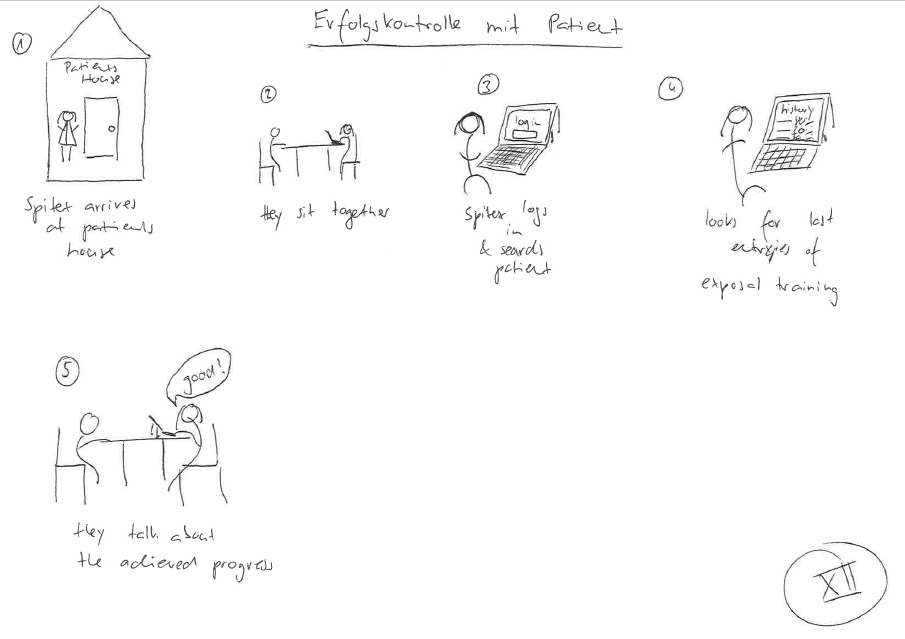 Erfolgskontrolle mit Patient
1
Patients
House
Spitex arrives
at patients
house
2
they sit together
3
login
Spitex logs
in
& seards
patient
4
history
looks for last
entries of
exposal training
5
good!
they talk about
the achieved progress
XII